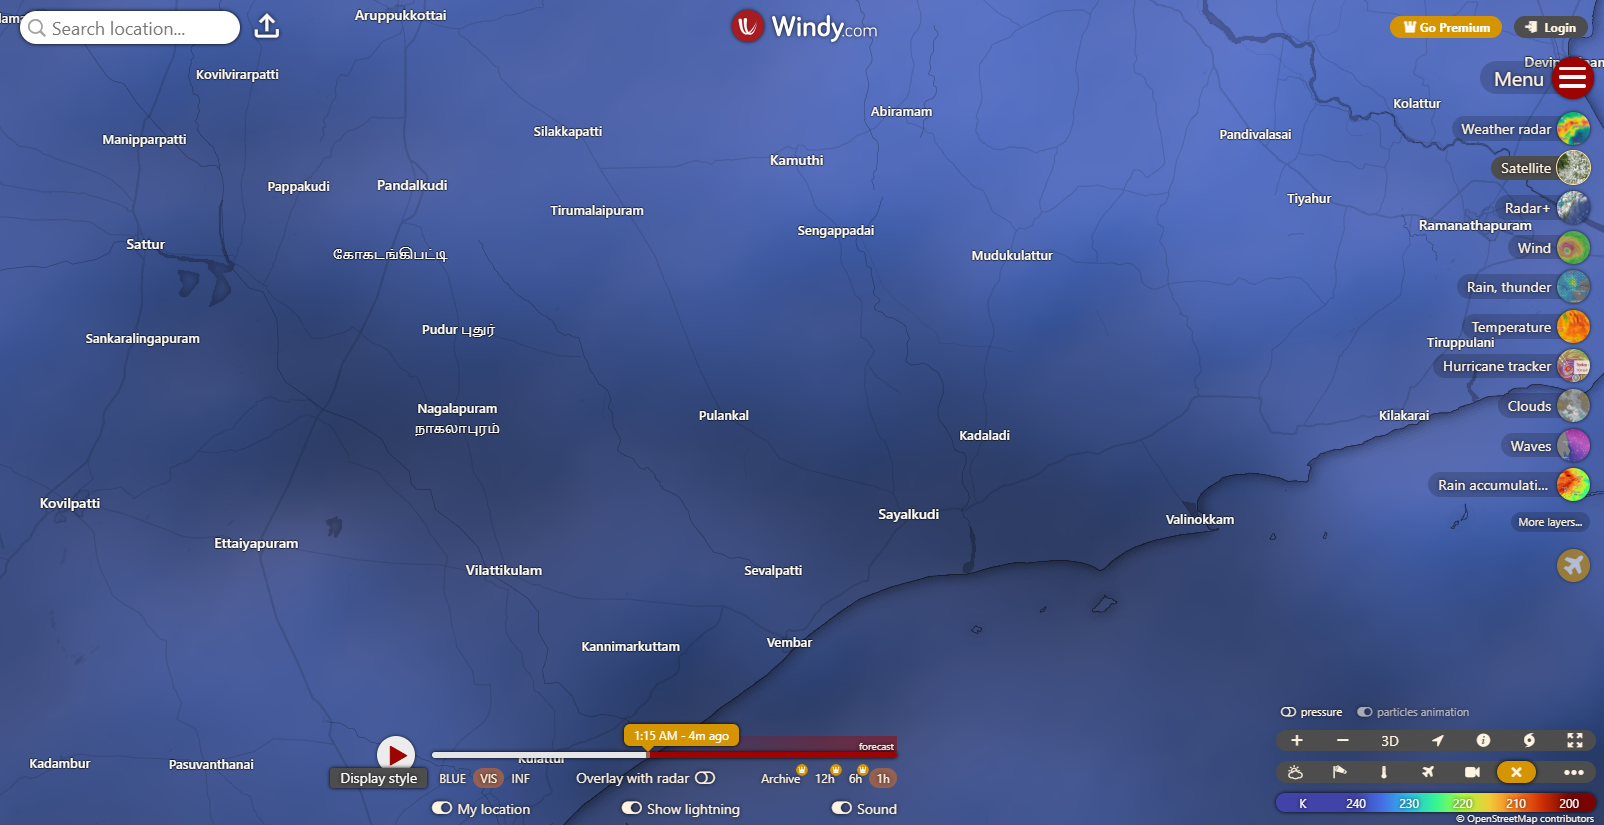 Aruppukkottai
Search location...
Windy.com
Go Premium
Login
Kovilvirarpatti
Menu
Kolattur
Abiramam
Weather radar
Silakkapatti
Pandivalasai
Manipparpatti
Kamuthi
Satellite
Pappakudi
Pandalkudi
Tiyahur
Radar+
Tirumalaipuram
Ramanathapuram
Sengappadai
Sattur
Wind
கோகடங்கிபட்டி
Mudukulattur
Rain, thunder
Pudur புதுர்
Temperature
Sankaralingapuram
Tiruppulani
Hurricane tracker
Nagalapuram
நாகலாபுரம்
Clouds
Pulankal
Kilakarai
Kadaladi
Waves
Rain accumulati...
Kovilpatti
Sayalkudi
Valinokkam
More layers...
Ettaiyapuram
Vilattikulam
Sevalpatti
Kannimarkuttam
Vembar
pressure
particles animation
1:15 AM - 4m ago
forecast
3D
Kadambur
Pasuvanthanai
Kulattur
Display style
BLUE VIS INF
Overlay with radar
Archive 12h 6h 1h
My location
Show lightning
Sound
K 240 230 220 210 200
© OpenStreetMap contributors